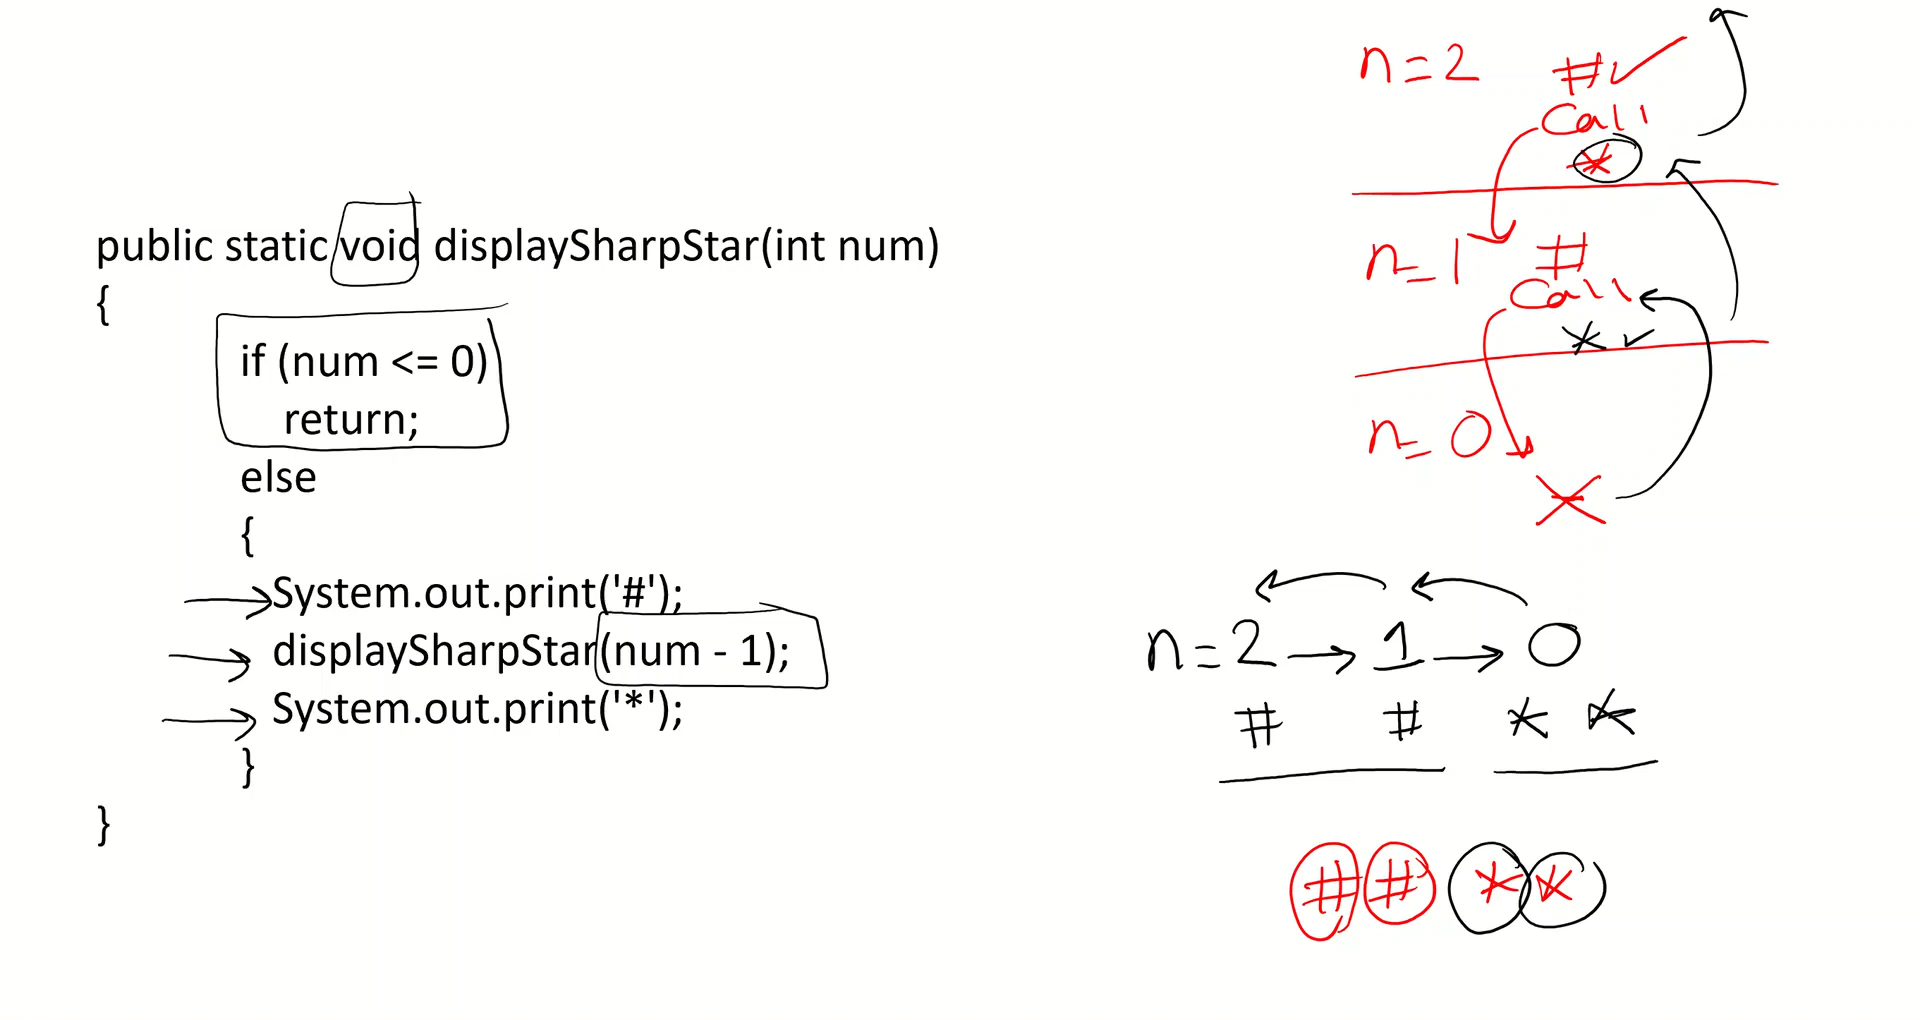 public static void displaySharpStar(int num)
{
if (num <= 0)
return;
else
{
System.out.print('#');
displaySharpStar(num - 1);
System.out.print('*');
}
}
n=2 #
Call
*
n=1 #
Call
*
n=0
n=2 → 1 → 0
# # * *
# # * *